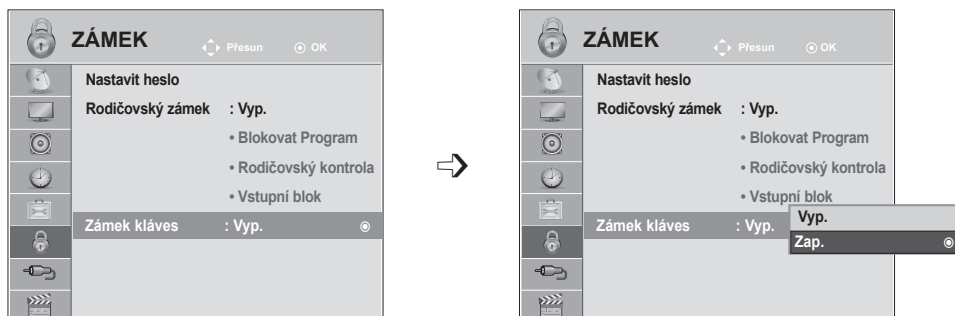 ZÁMEK
Přesun OK
Nastavit heslo
Rodičovský zámek : Vyp.
• Blokovat Program
• Rodičovský kontrola
• Vstupní blok
Zámek kláves : Vyp.
ZÁMEK
Přesun OK
Nastavit heslo
Rodičovský zámek : Vyp.
• Blokovat Program
• Rodičovský kontrola
• Vstupní blok
Zámek kláves : Vyp.
Vyp.
Zap.